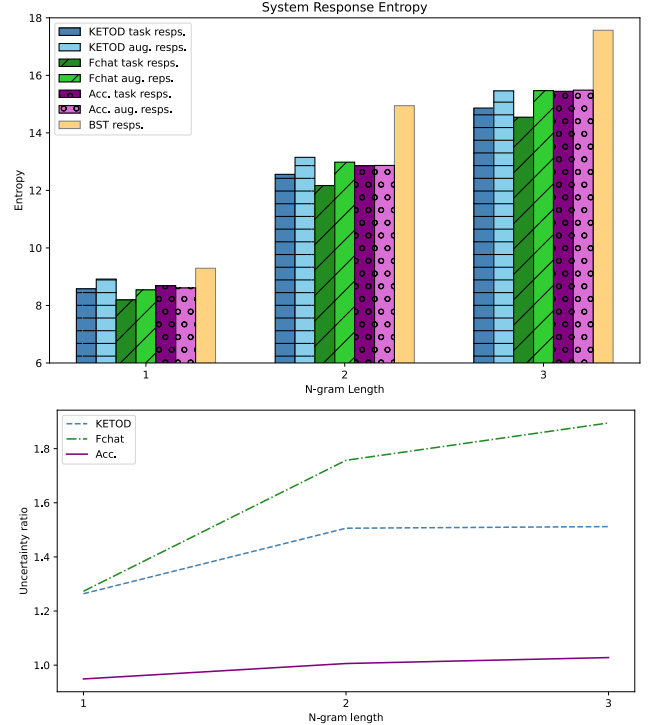 System Response Entropy
KETOD task resps.
KETOD aug. resps.
Fchat task resps.
Fchat aug. reps.
Acc. task resps.
Acc. aug. resps.
BST resps.
18
16
14
12
10
8
6
Entropy
1
2
3
N-gram Length
KETOD
Fchat
Acc.
1.8
1.6
1.4
1.2
1.0
Uncertainty ratio
1
2
3
N-gram length